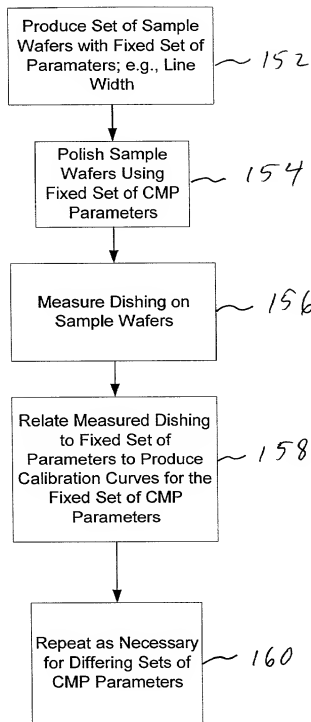 Produce Set of Sample
Wafers with Fixed Set of
Paramaters; e.g., Line
Width
152
Polish Sample
Wafers Using
Fixed Set of CMP
Parameters
154
Measure Dishing on
Sample Wafers
156
Relate Measured Dishing
to Fixed Set of
Parameters to Produce
Calibration Curves for the
Fixed Set of CMP
Parameters
158
Repeat as Necessary
for Differing Sets of
CMP Parameters
160